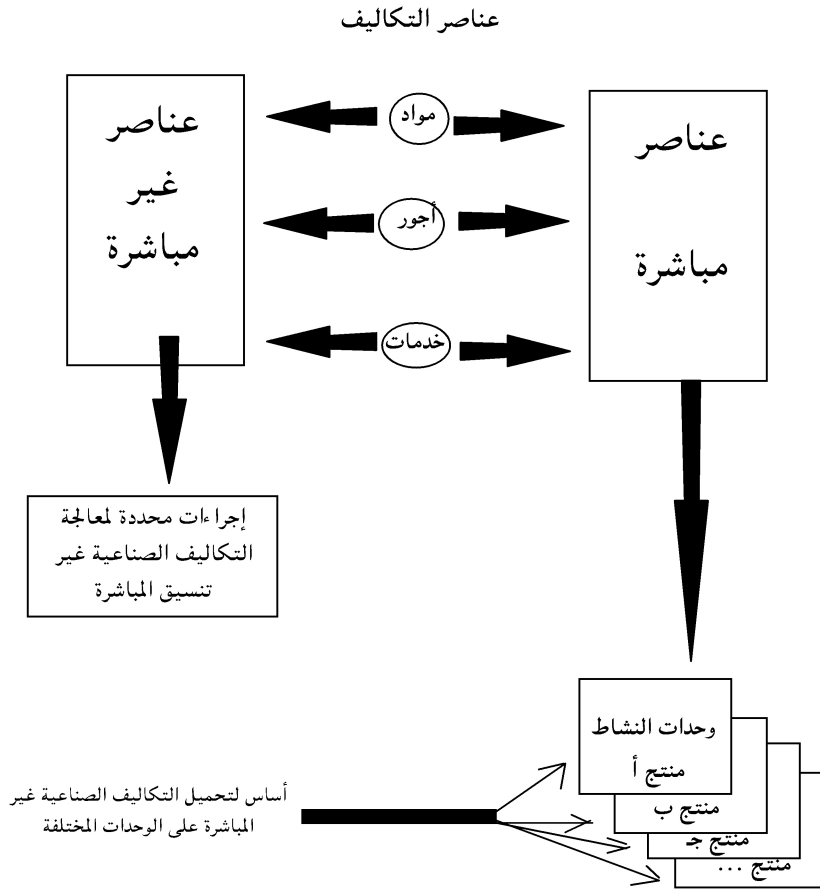 عناصر التكاليف
عناصر
مباشرة
مواد
أجور
خدمات
عناصر
غير
مباشرة
إجراءات محددة لمعالجة
التكاليف الصناعية غير
تنسيق المباشرة
وحدات النشاط
منتج أ
منتج ب
منتج جـ
منتج ...
أساس لتحميل التكاليف الصناعية غير
المباشرة على الوحدات المختلفة